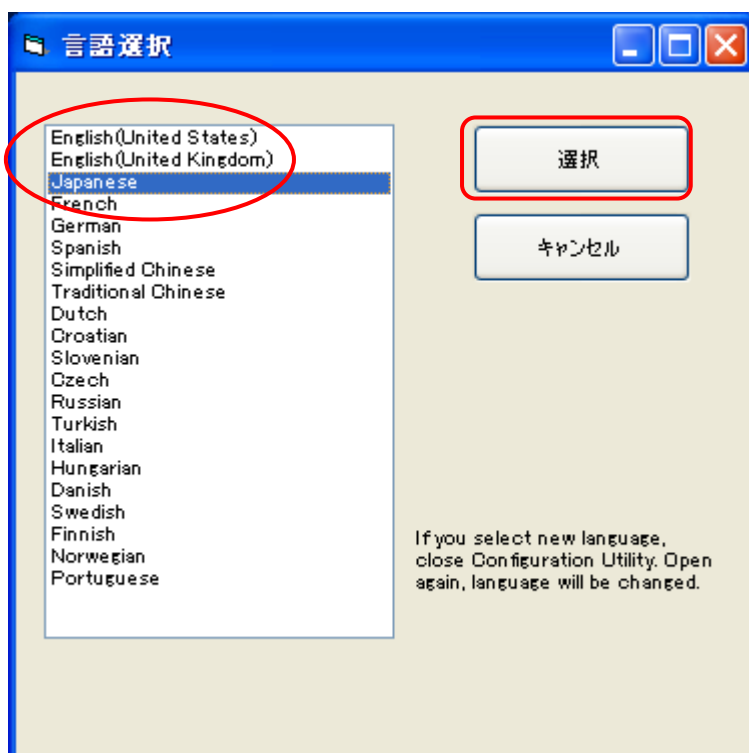 言語選択
English(United States)
English(United Kingdom)
Japanese
French
German
Spanish
Simplified Chinese
Traditional Chinese
Dutch
Croatian
Slovenian
Czech
Russian
Turkish
Italian
Hungarian
Danish
Swedish
Finnish
Norwegian
Portuguese
選択
キャンセル
If you select new language,
close Configuration Utility. Open
again, language will be changed.